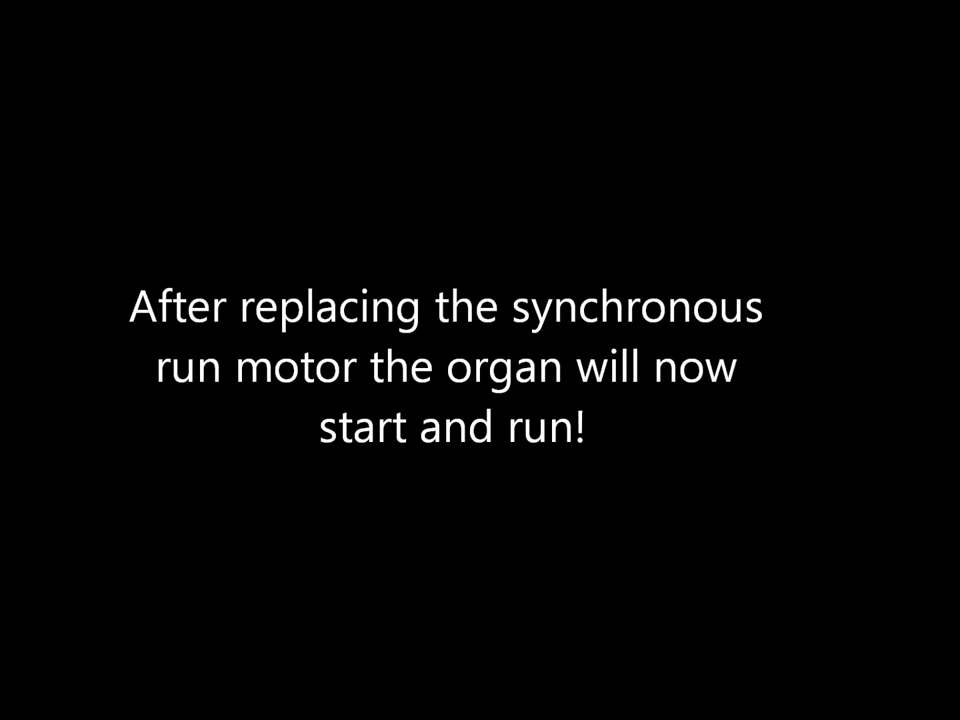 After replacing the synchronous
run motor the organ will now
start and run!